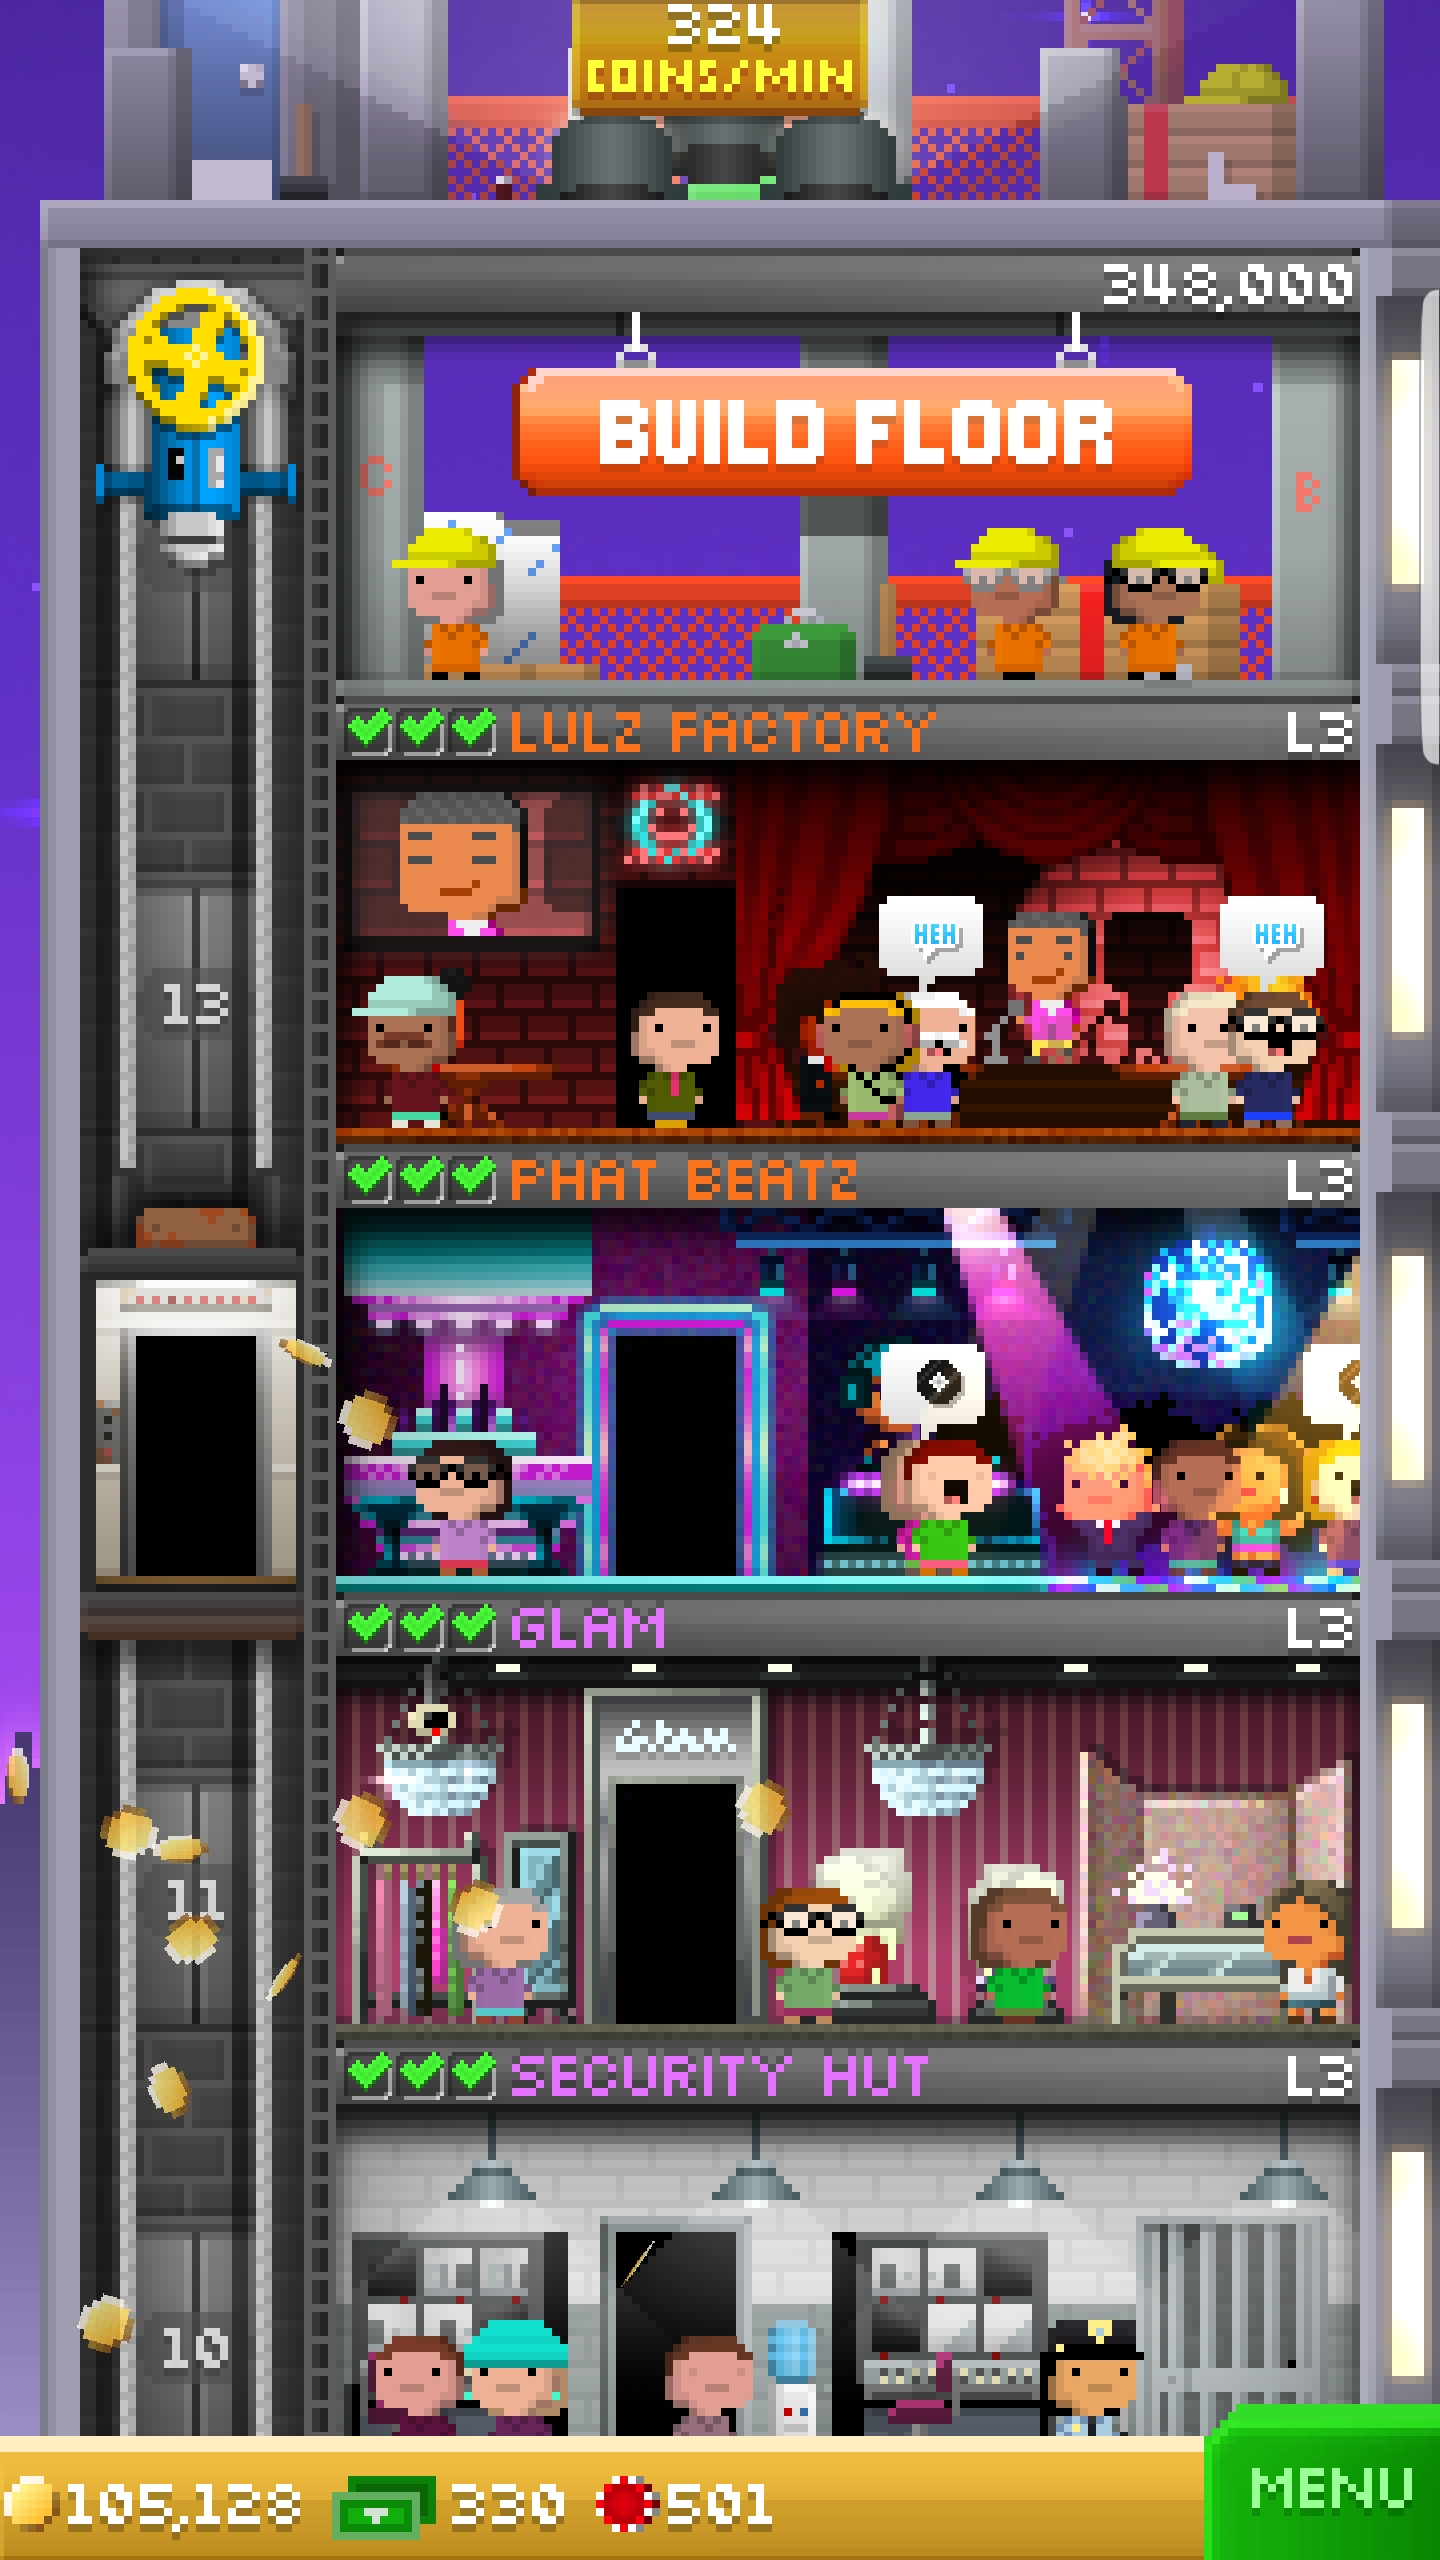 324
COINS/MIN
348,000
BUILD FLOOR
C
B
LULZ FACTORY L3
HEH
HEH
13
PHAT BEATZ L3
GLAM L3
Glam
11
SECURITY HUT L3
10
105,128 330 501
MENU